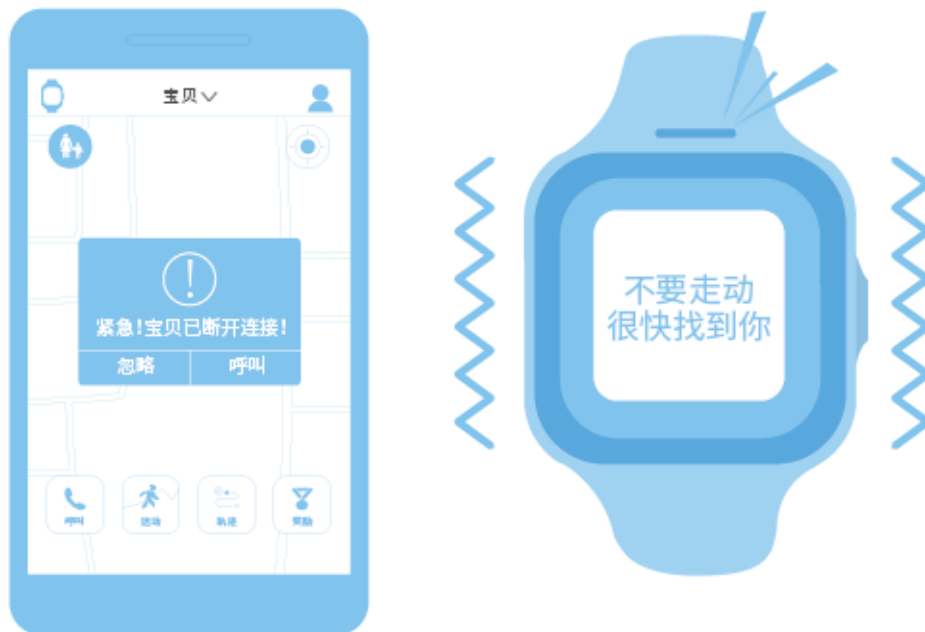 宝贝
紧急!宝贝已断开连接!
忽略
呼叫
呼叫
运动
轨迹
奖励
不要走动
很快找到你